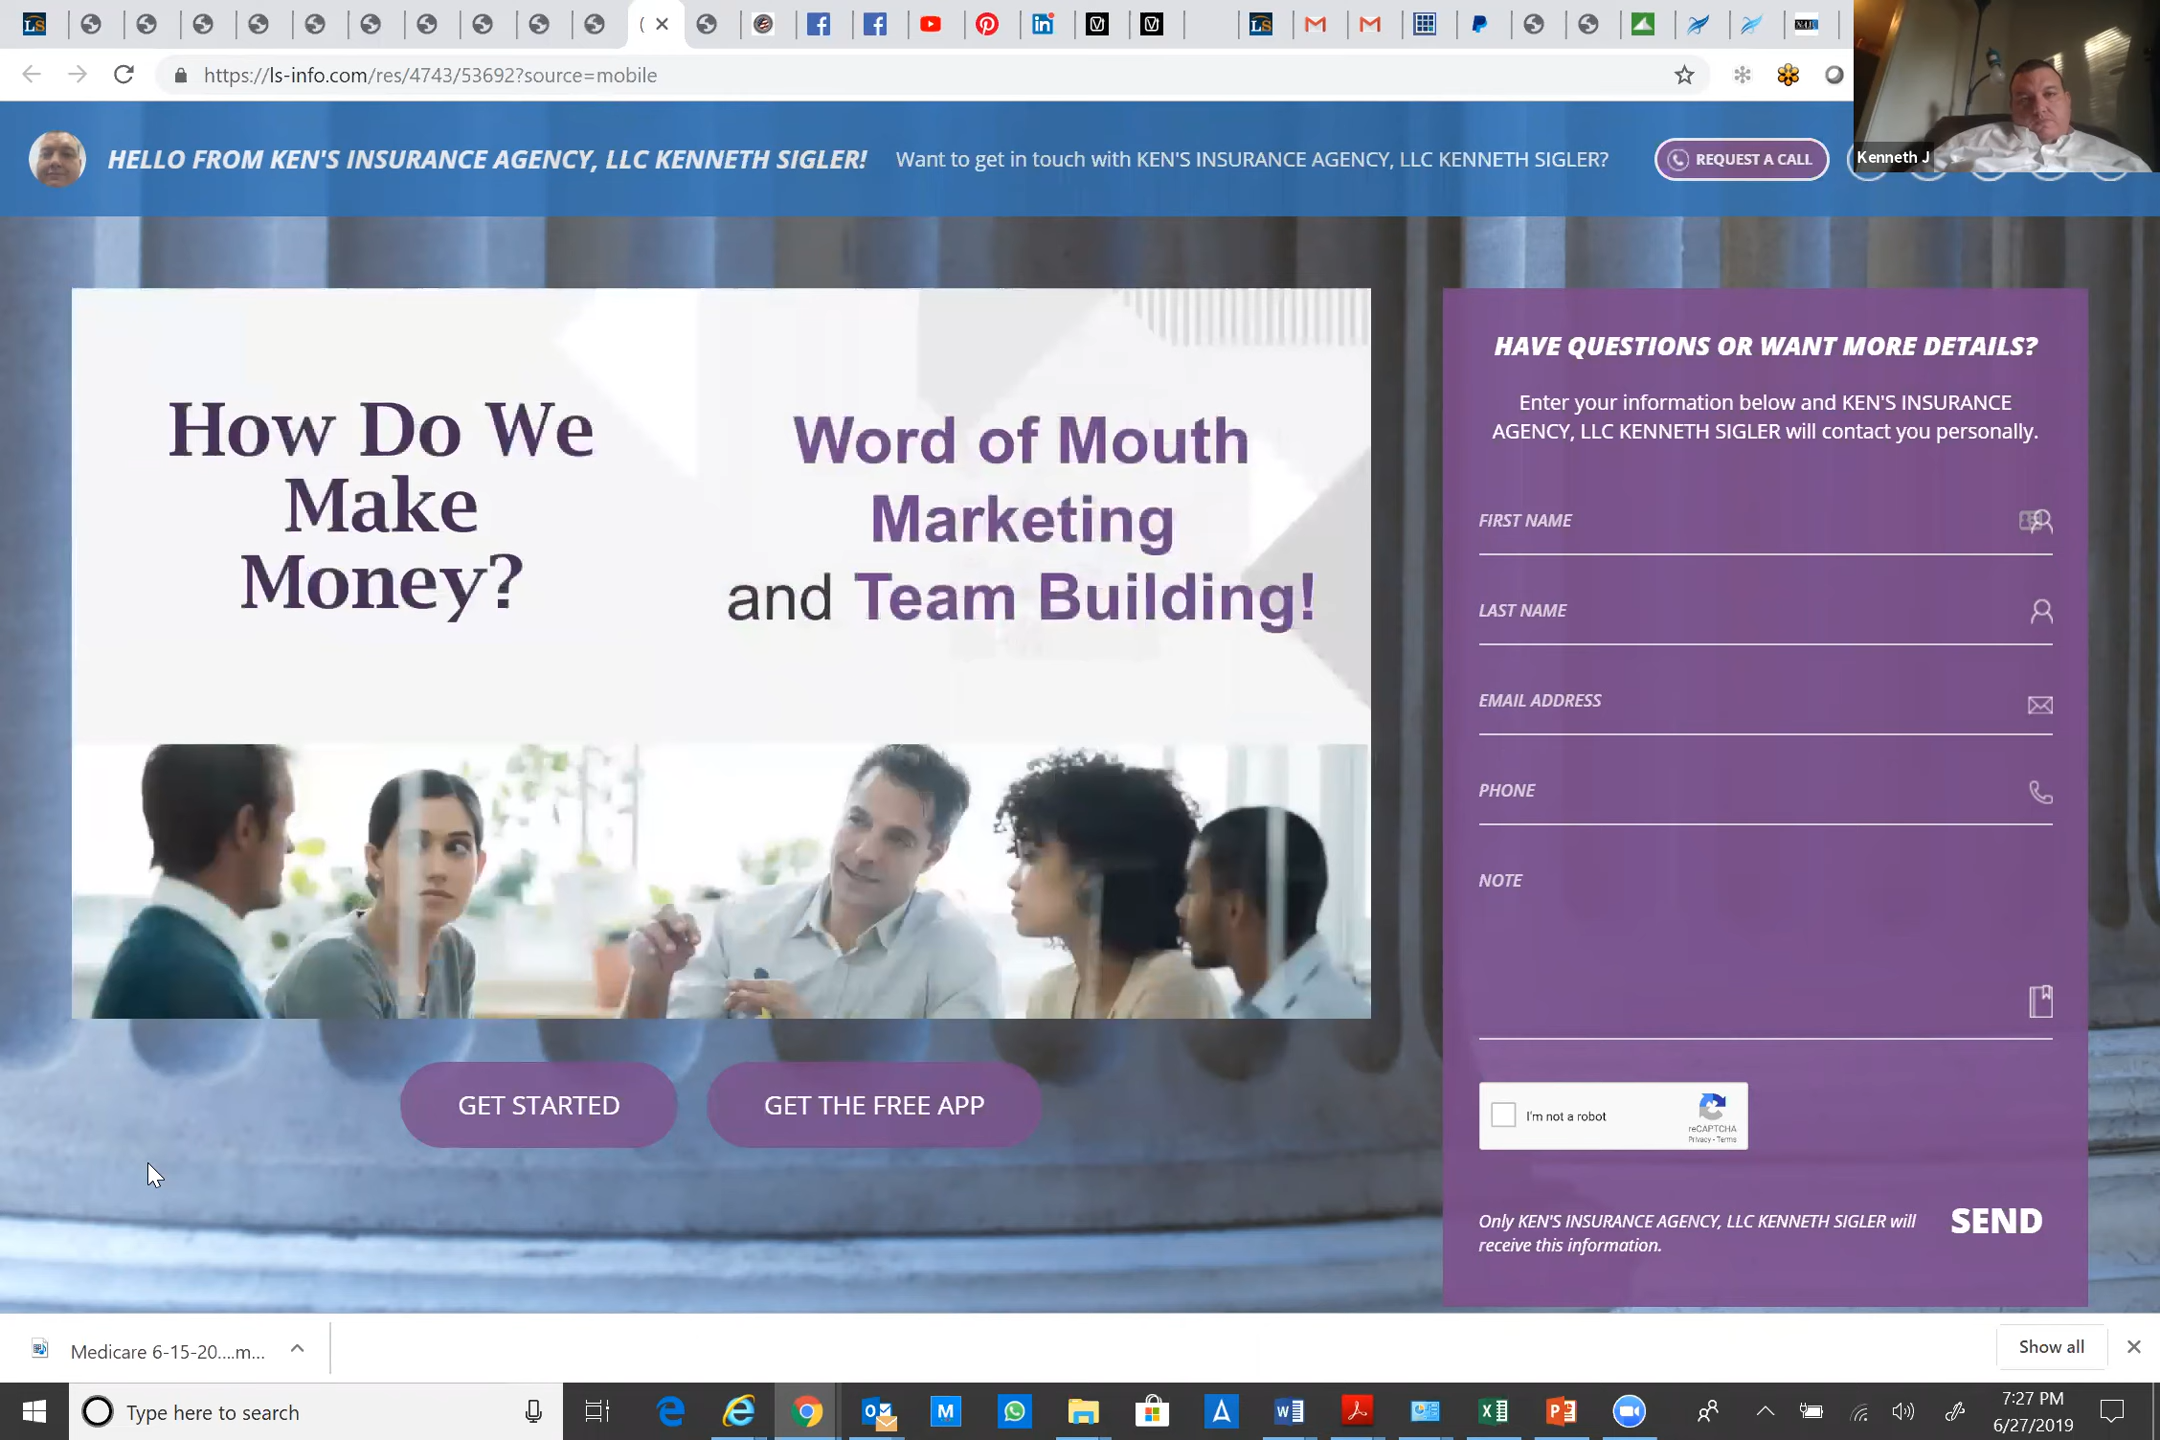 https://ls-info.com/res/4743/53692?source=mobile
HELLO FROM KEN'S INSURANCE AGENCY, LLC KENNETH SIGLER!
Want to get in touch with KEN'S INSURANCE AGENCY, LLC KENNETH SIGLER?
REQUEST A CALL
Kenneth J
How Do We
Make
Money?
Word of Mouth
Marketing
and Team Building!
GET STARTED
GET THE FREE APP
HAVE QUESTIONS OR WANT MORE DETAILS?
Enter your information below and KEN'S INSURANCE
AGENCY, LLC KENNETH SIGLER will contact you personally.
FIRST NAME
LAST NAME
EMAIL ADDRESS
PHONE
NOTE
I'm not a robot
reCAPTCHA
Privacy - Terms
Only KEN'S INSURANCE AGENCY, LLC KENNETH SIGLER will
receive this information.
SEND
Medicare 6-15-20....m...
Show all
Type here to search
7:27 PM
6/27/2019